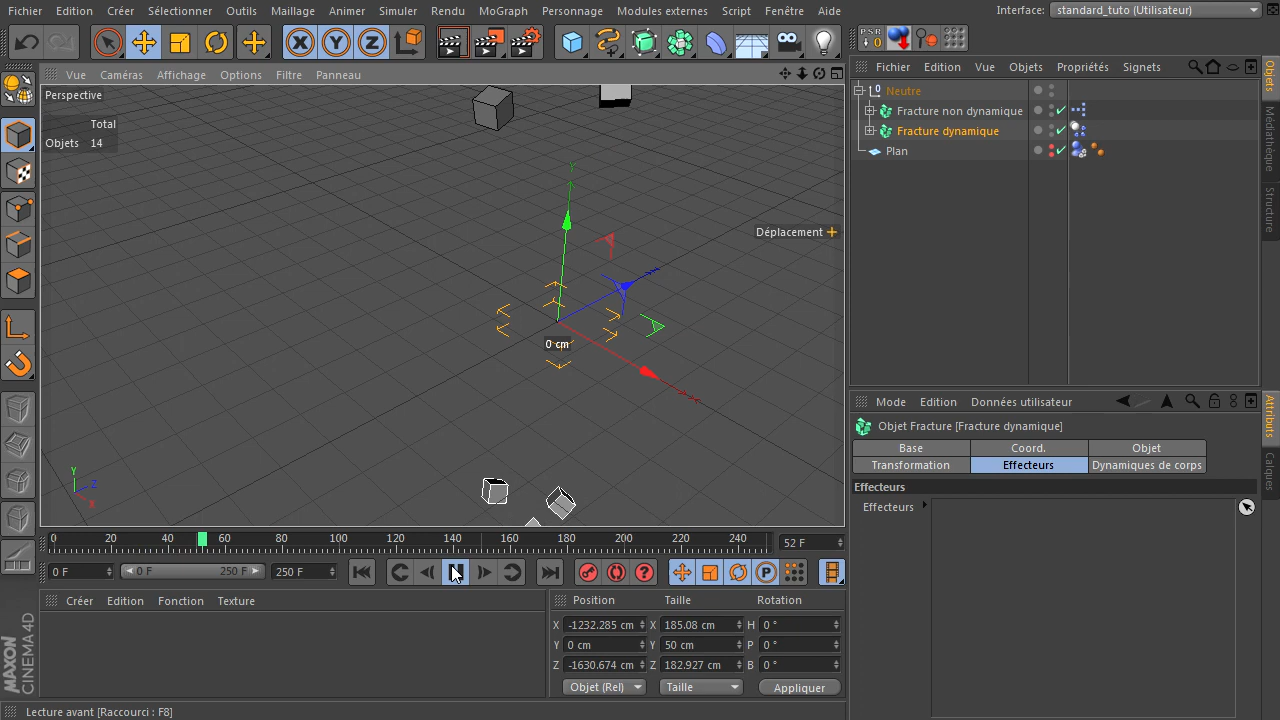 Fichier Edition Créer Sélectionner Outils Maillage Animer Simuler Rendu MoGraph Personnage Modules externes Script Fenêtre Aide Interface: standard_tuto (Utilisateur)
PSR 0
Vue Caméras Affichage Options Filtre Panneau
Fichier Edition Vue Objets Propriétés Signets
Perspective
Total
Objets 14
Neutre
Fracture non dynamique
Fracture dynamique
Plan
Objets
Médiathèque
Structure
Déplacement
0 cm
Y
Y
Z
X
Mode Edition Données utilisateur
Objet Fracture [Fracture dynamique]
Base Coord. Objet
Transformation Effecteurs Dynamiques de corps
Effecteurs
Effecteurs
Attributs
Calques
0 20 40 60 80 100 120 140 160 180 200 220 240 52 F
0 F 0 F 250 F 250 F
Créer Edition Fonction Texture
Position Taille Rotation
X -1232.285 cm X 185.08 cm H 0 °
Y 0 cm Y 50 cm P 0 °
Z -1630.674 cm Z 182.927 cm B 0 °
Objet (Rel) Taille Appliquer
MAXON
CINEMA 4D
Lecture avant [Raccourci : F8]